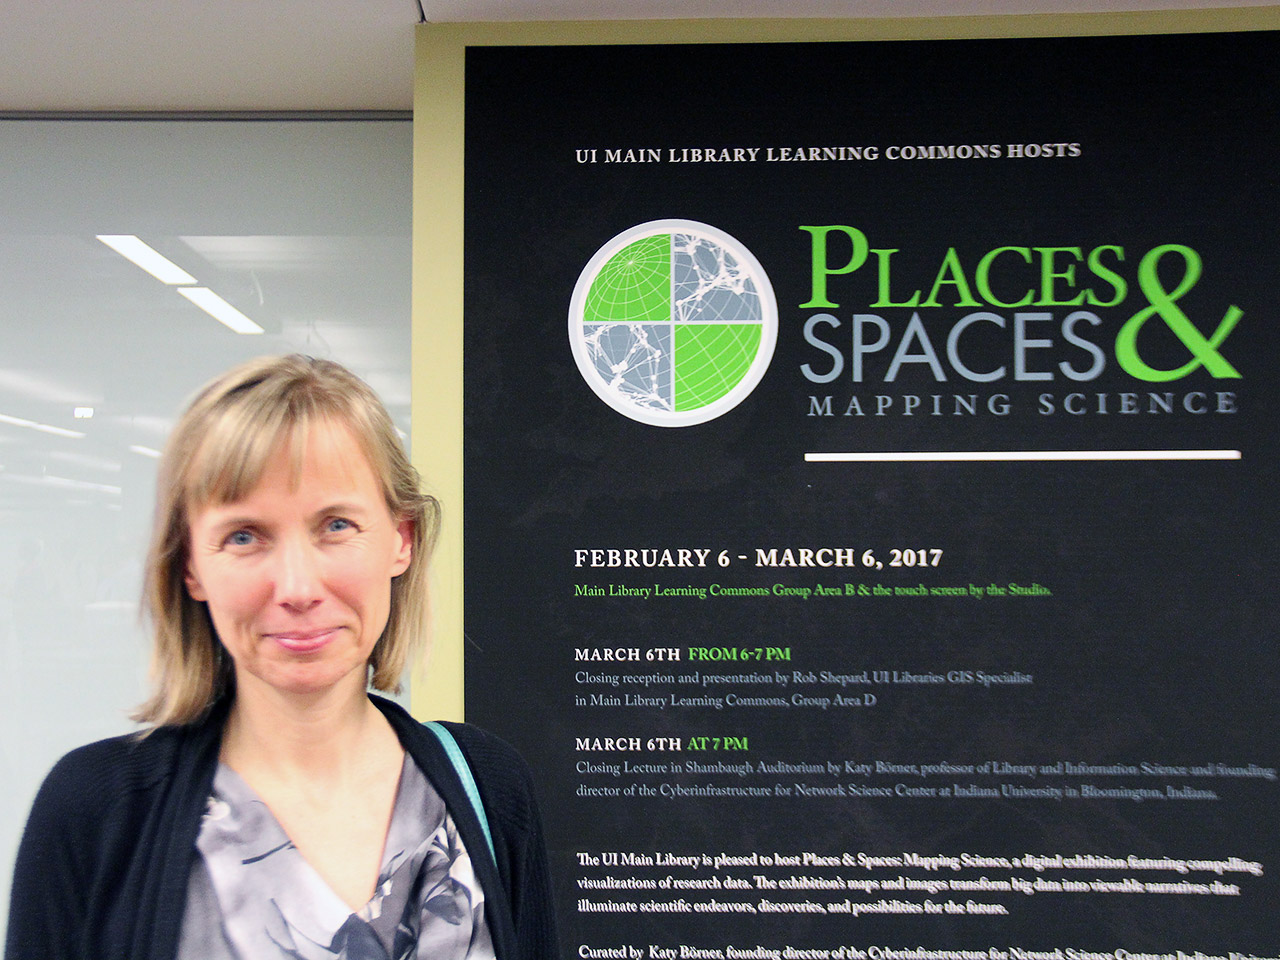 UI MAIN LIBRARY LEARNING COMMONS HOSTS
PLACES &
SPACES
MAPPING SCIENCE
FEBRUARY 6 - MARCH 6, 2017
Main Library Learning Commons Group Area B & the touch screen by the Studio.
MARCH 6TH FROM 6-7 PM
Closing reception and presentation by Rob Shepard, UI Libraries GIS Specialist
in Main Library Learning Commons, Group Area D
MARCH 6TH AT 7 PM
Closing Lecture in Shambaugh Auditorium by Katy Börner, professor of Library and Information Science and founding
director of the Cyberinfrastructure for Network Science Center at Indiana University in Bloomington, Indiana.
The UI Main Library is pleased to host Places & Spaces: Mapping Science, a digital exhibition featuring compelling
visualizations of research data. The exhibition's maps and images transform big data into viewable narratives that
illuminate scientific endeavors, discoveries, and possibilities for the future.
Curated by Katy Börner, founding director of the Cyberinfrastructure for Network Science Center at Indiana